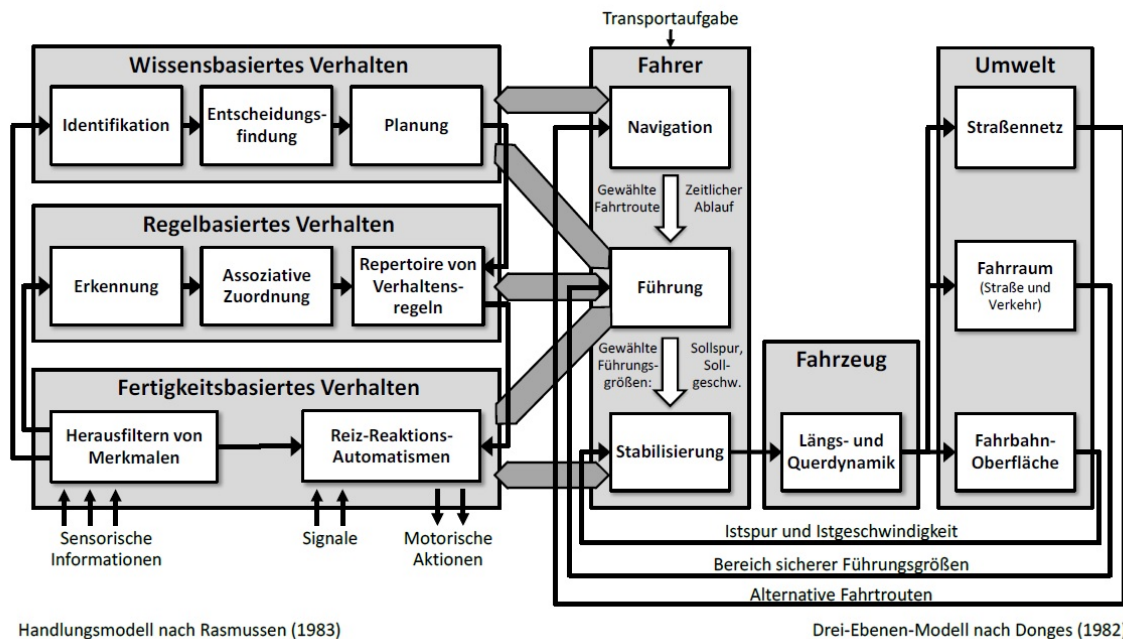 Transportaufgabe
Wissensbasiertes Verhalten
Identifikation
Entscheidungs-
findung
Planung
Regelbasiertes Verhalten
Erkennung
Assoziative
Zuordnung
Repertoire von
Verhaltens-
regeln
Fertigkeitsbasiertes Verhalten
Herausfiltern von
Merkmalen
Reiz-Reaktions-
Automatismen
Sensorische
Informationen
Signale
Motorische
Aktionen
Fahrer
Navigation
Gewählte
Fahrtroute
Zeitlicher
Ablauf
Führung
Gewählte
Führungs-
größen:
Sollspur,
Soll-
geschw.
Stabilisierung
Fahrzeug
Längs- und
Querdynamik
Umwelt
Straßennetz
Fahrraum
(Straße und
Verkehr)
Fahrbahn-
Oberfläche
Istspur und Istgeschwindigkeit
Bereich sicherer Führungsgrößen
Alternative Fahrtrouten
Handlungsmodell nach Rasmussen (1983)
Drei-Ebenen-Modell nach Donges (1982)